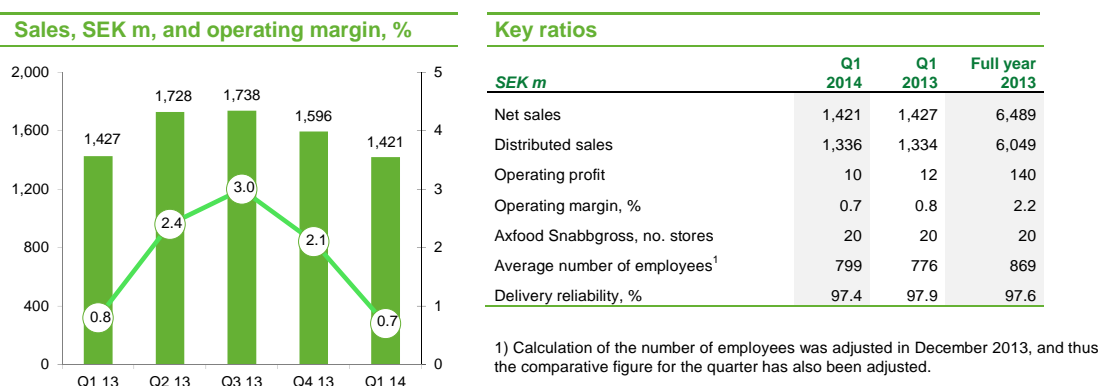 Sales, SEK m, and operating margin, %
2,000
1,600
1,200
800
400
0
5
4
3
2
1
0
1,427
1,728
1,738
1,596
1,421
0.8
2.4
3.0
2.1
0.7
Q1 13 Q2 13 Q3 13 Q4 13 Q1 14
Key ratios
Q1 Q1 Full year
SEK m 2014 2013 2013
Net sales 1,421 1,427 6,489
Distributed sales 1,336 1,334 6,049
Operating profit 10 12 140
Operating margin, % 0.7 0.8 2.2
Axfood Snabbgross, no. stores 20 20 20
Average number of employees1 799 776 869
Delivery reliability, % 97.4 97.9 97.6
1) Calculation of the number of employees was adjusted in December 2013, and thus
the comparative figure for the quarter has also been adjusted.